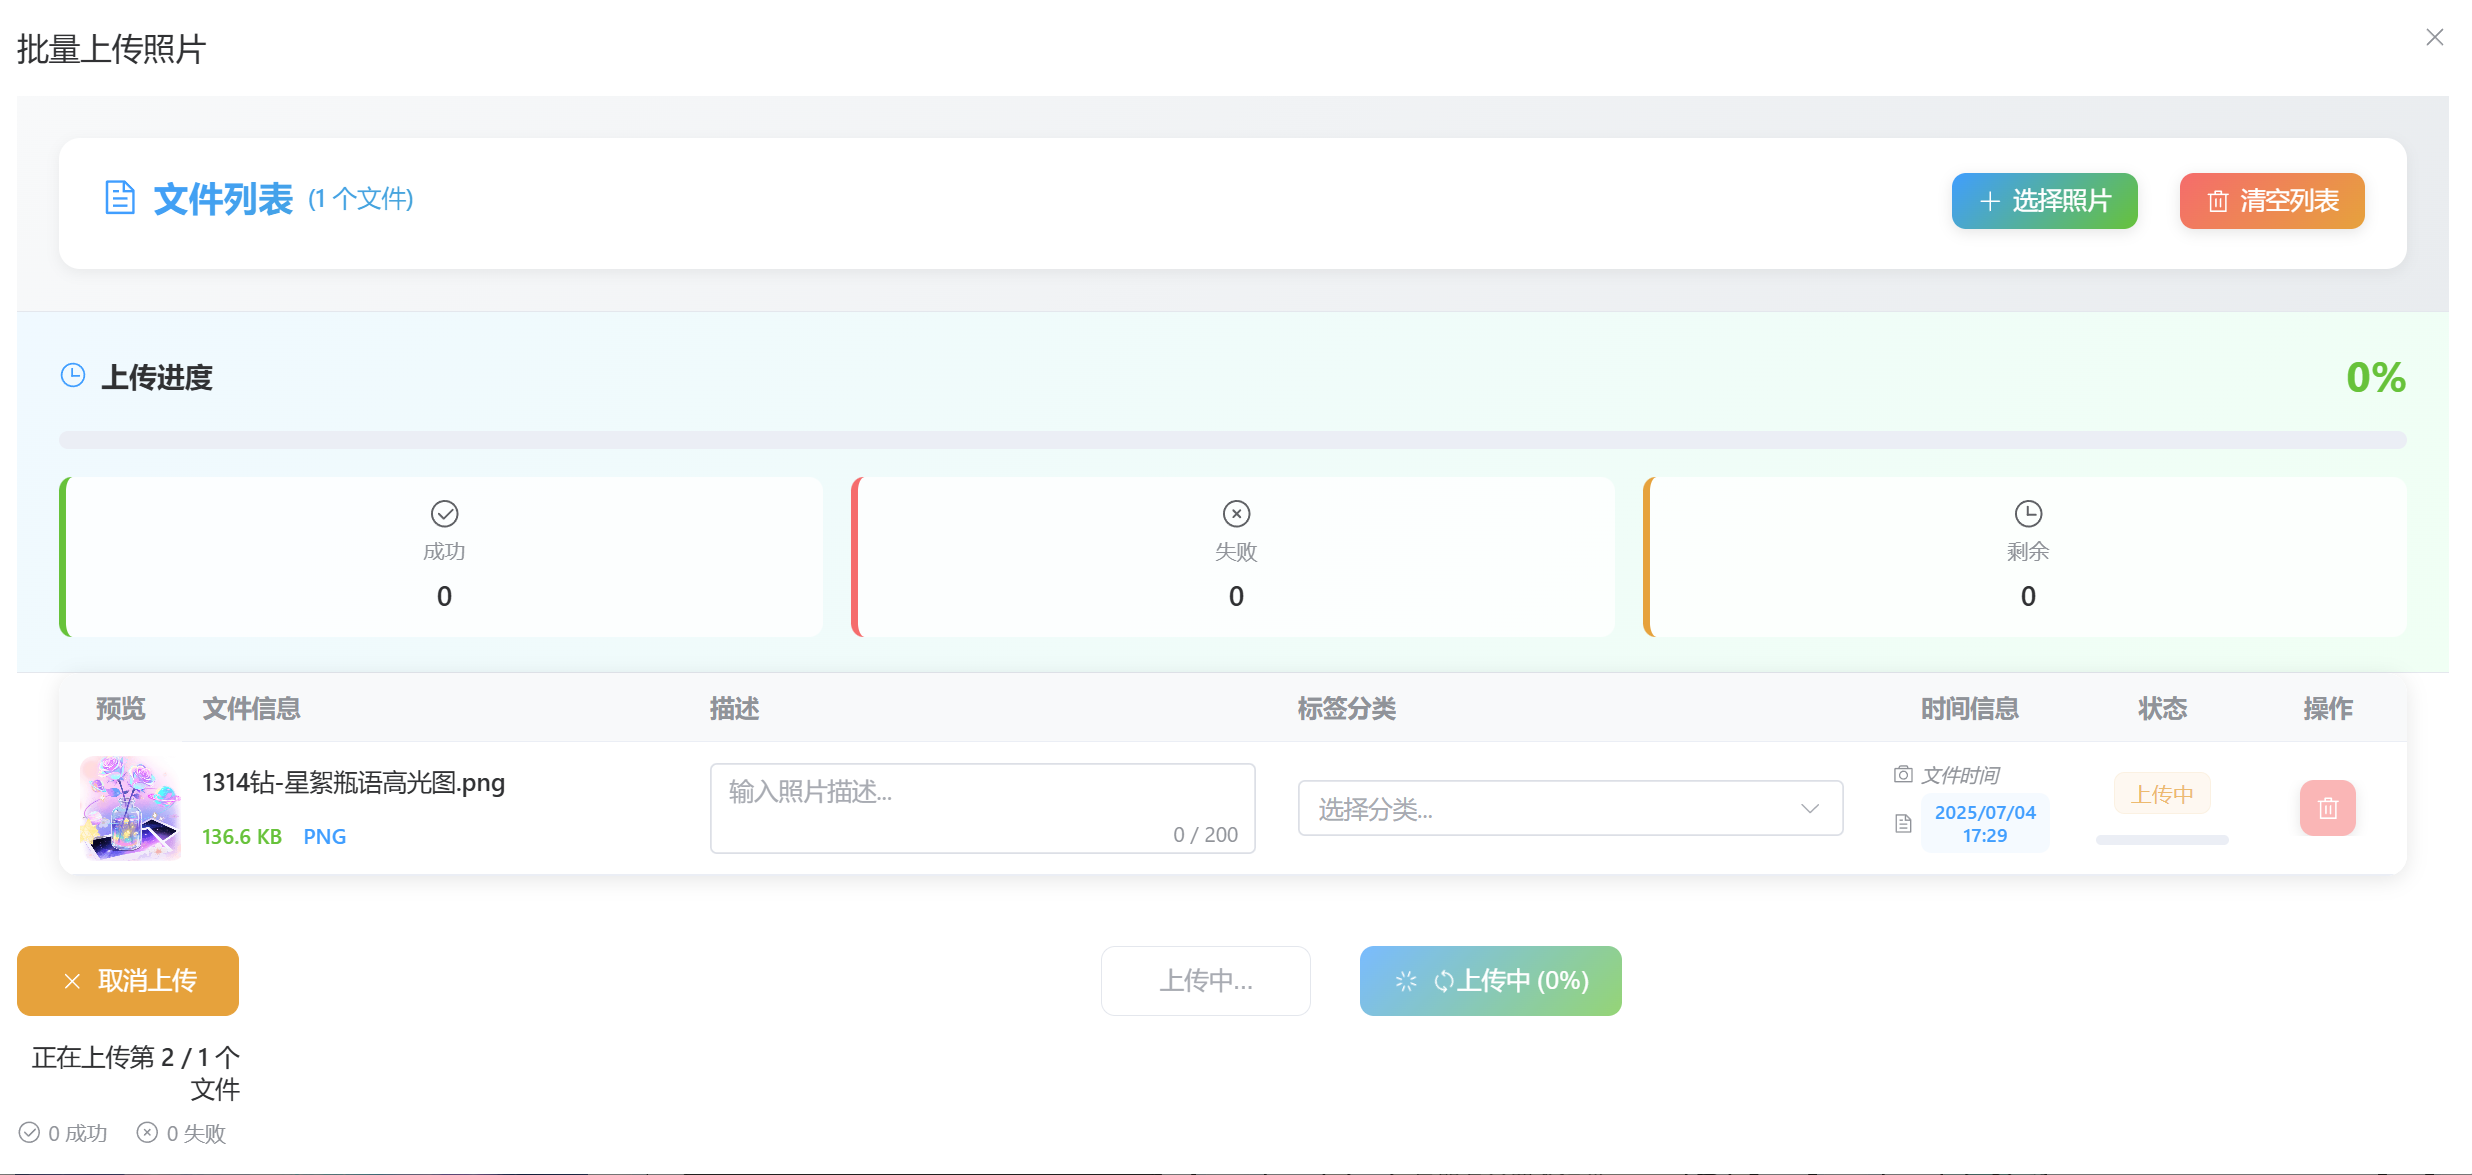 批量上传照片
文件列表 (1 个文件)
选择照片
清空列表
上传进度
0%
成功
0
失败
0
剩余
0
预览 文件信息 描述 标签分类 时间信息 状态 操作
1314钻-星絮瓶语高光图.png
136.6 KB PNG
输入照片描述...
0 / 200
选择分类...
文件时间
2025/07/04
17:29
上传中
取消上传
上传中...
上传中 (0%)
正在上传第 2 / 1 个
文件
0 成功 0 失败